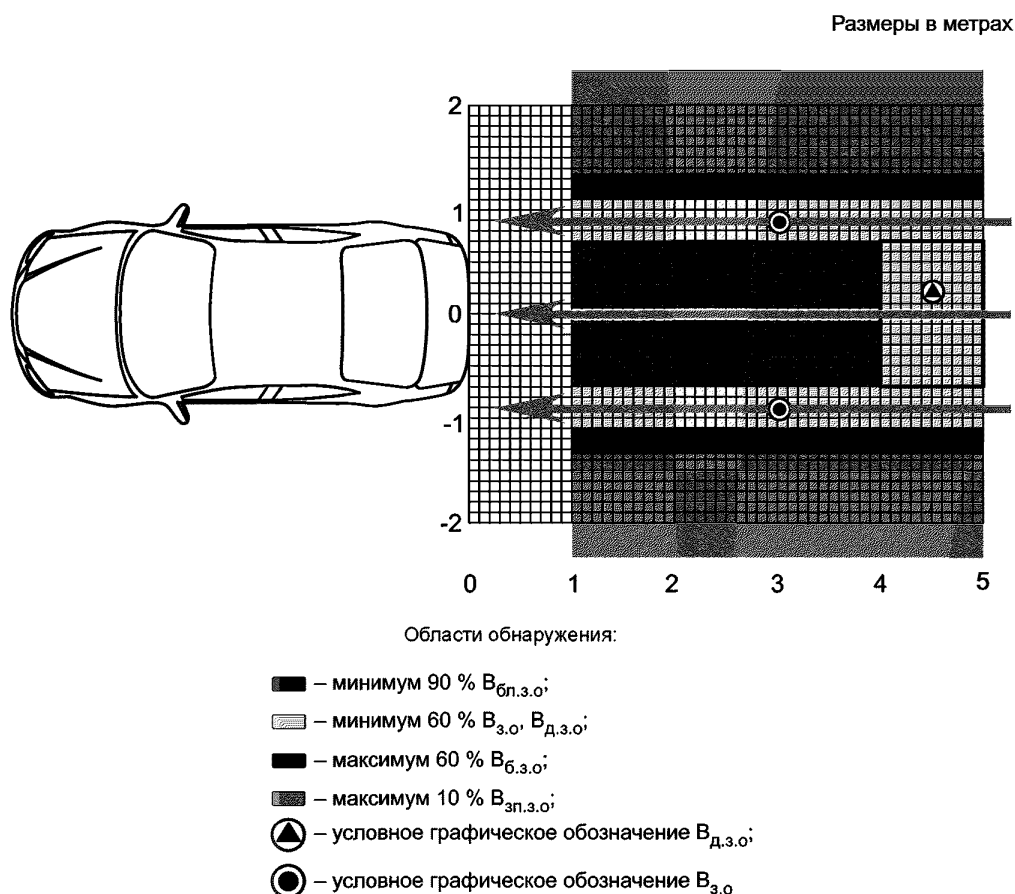 Размеры в метрах
2
1
0
-1
-2
0 1 2 3 4 5
Области обнаружения:
– минимум 90 % Вбл.з.о;
– минимум 60 % Вз.о, Вд.з.о;
– максимум 60 % Вб.з.о;
– максимум 10 % Взп.з.о;
– условное графическое обозначение Вд.з.о;
– условное графическое обозначение Вз.о